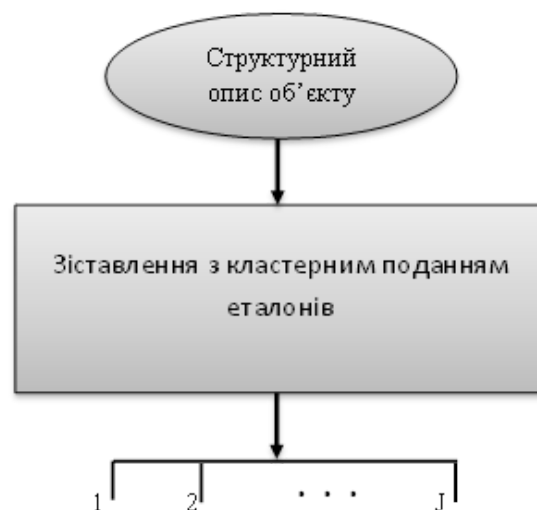 Структурний
опис об’єкту
Зіставлення з кластерним поданням
еталонів
1 2 . . . J